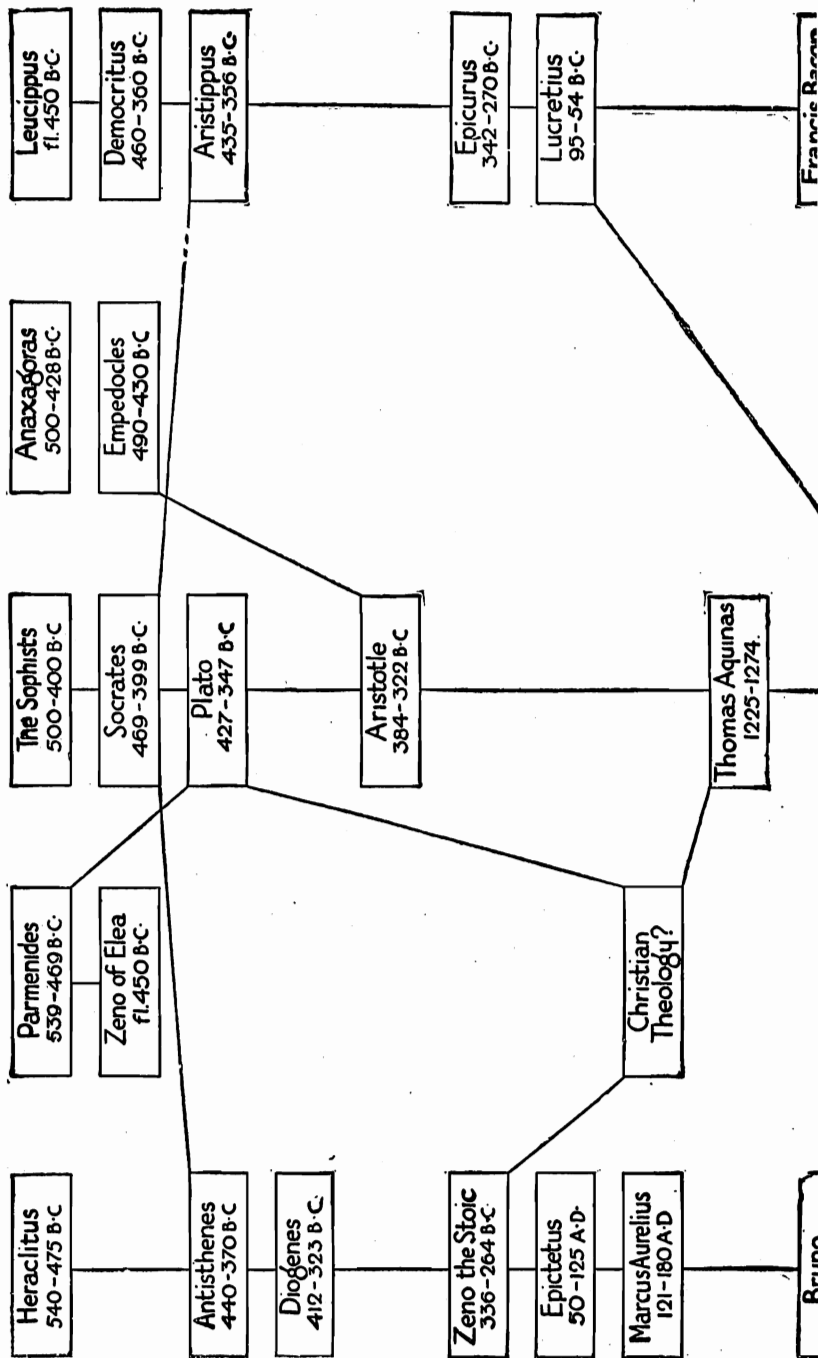 Heraclitus
540-475 B.C
Parmenides
539-469 B.C.
The Sophists
500-400 B.C
Anaxagoras
500-428 B.C.
Leucippus
fl.450 B.C.
Zeno of Elea
fl.450 B.C.
Socrates
469-399 B.C.
Empedocles
490-430 B.C
Democritus
460-360 B.C.
Antisthenes
440-370 B.C
Plato
427-347 B.C
Aristippus
435-356 B.C.
Diogenes
412-323 B.C.
Aristotle
384-322 B.C
Zeno the Stoic
336-264 B.C.
Epicurus
342-270 B.C.
Epictetus
50-125 A.D.
Lucretius
95-54 B.C.
Marcus Aurelius
121-180 A.D
Christian
Theology?
Thomas Aquinas
1225-1274.
Bruno
Francis Bacon